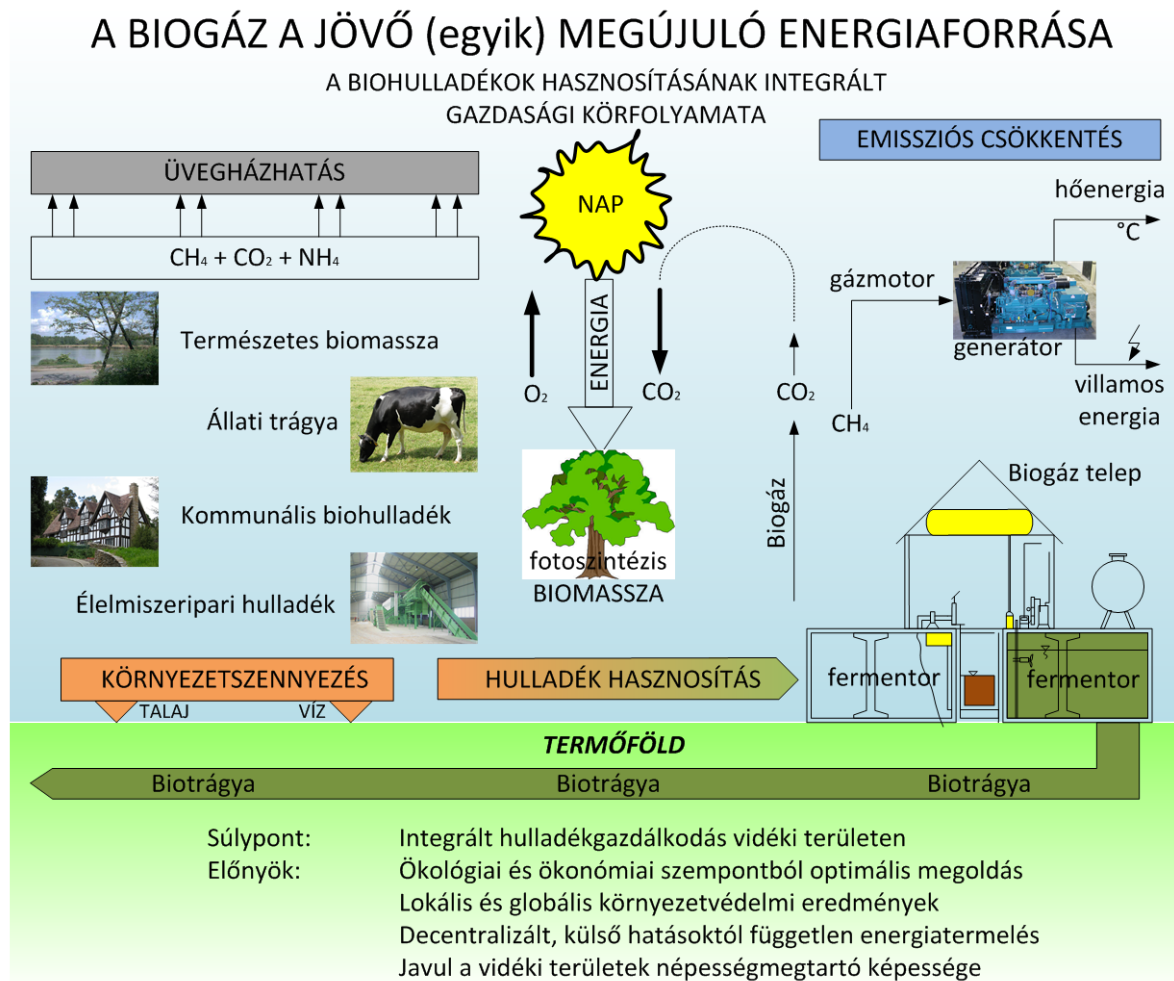 A BIOGÁZ A JÖVŐ (egyik) MEGÚJULÓ ENERGIAFORRÁSA
A BIOHULLADÉKOK HASZNOSÍTÁSÁNAK INTEGRÁLT
GAZDASÁGI KÖRFOLYAMATA
ÜVEGHÁZHATÁS
CH₄ + CO₂ + NH₄
Természetes biomassza
Állati trágya
Kommunális biohulladék
Élelmiszeripari hulladék
KÖRNYEZETSZENNYEZÉS
TALAJ
VÍZ
NAP
ENERGIA
O₂
CO₂
fotoszintézis
BIOMASSZA
HULLADÉK HASZNOSÍTÁS
CO₂
Biogáz
EMISSZIÓS CSÖKKENTÉS
hőenergia
°C
gázmotor
generátor
villamos
energia
CH₄
Biogáz telep
fermentor
fermentor
TERMŐFÖLD
Biotrágya
Biotrágya
Biotrágya
Súlypont: Integrált hulladékgazdálkodás vidéki területen
Előnyök: Ökológiai és ökonómiai szempontból optimális megoldás
Lokális és globális környezetvédelmi eredmények
Decentralizált, külső hatásoktól független energiatermelés
Javul a vidéki területek népességmegtartó képessége